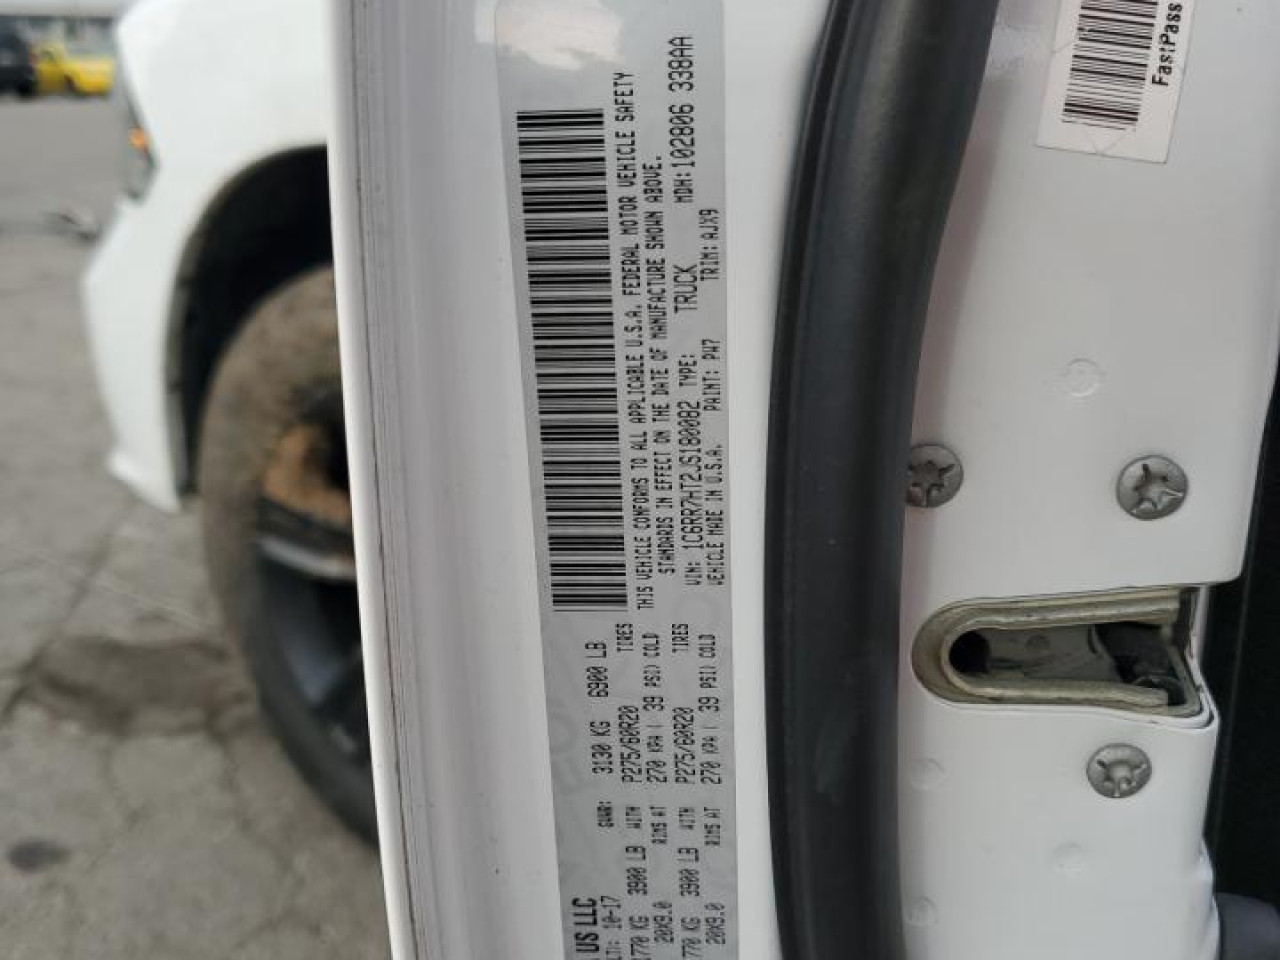 US LLC
10-17 GVWR: 3130 KG 6900 LB
1770 KG 3900 LB WITH P275/60R20 TIRES
20X9.0 RIMS AT 270 KPA ( 39 PSI) COLD
770 KG 3900 LB WITH P275/60R20 TIRES
20X9.0 RIMS AT 270 KPA ( 39 PSI) COLD
THIS VEHICLE CONFORMS TO ALL APPLICABLE U.S.A. FEDERAL MOTOR VEHICLE SAFETY
STANDARDS IN EFFECT ON THE DATE OF MANUFACTURE SHOWN ABOVE.
VIN: 1C6RR7HT2JS180082 TYPE: TRUCK MDH: 102806 338AA
VEHICLE MADE IN U.S.A. PAINT: PW7 TRIM: AJX9
FastPass